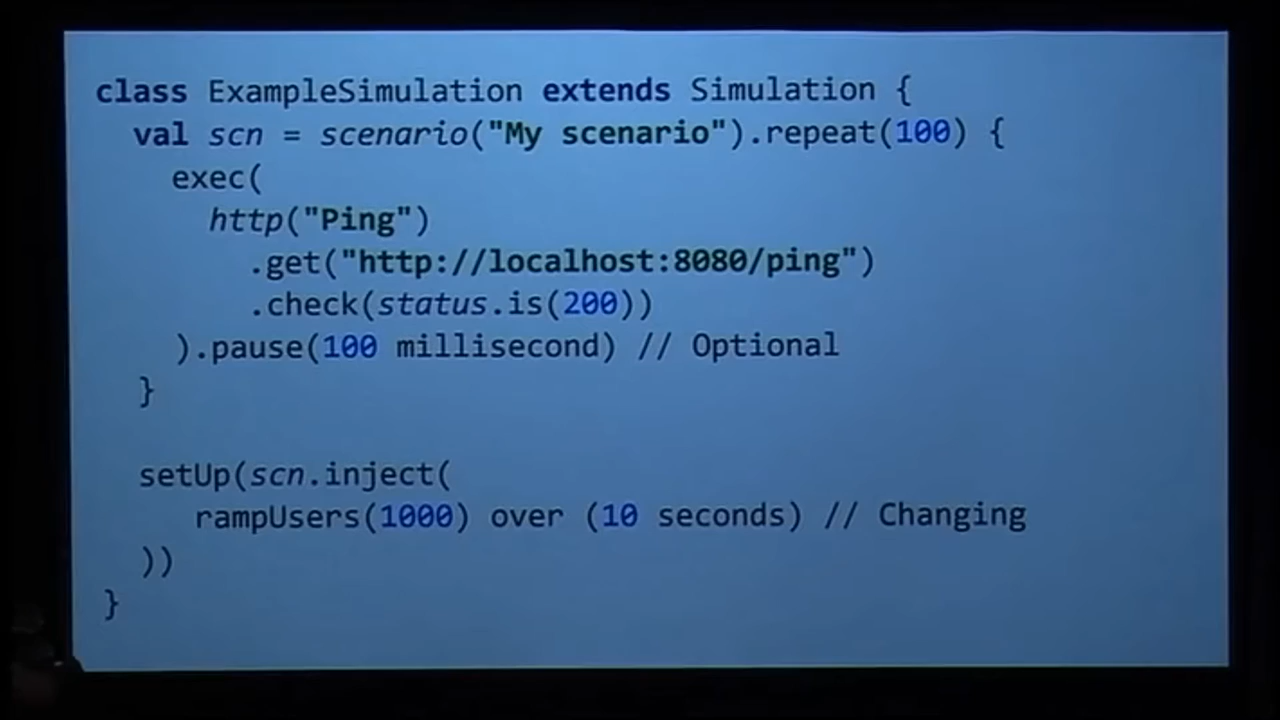 class ExampleSimulation extends Simulation {
val scn = scenario("My scenario").repeat(100) {
exec(
http("Ping")
.get("http://localhost:8080/ping")
.check(status.is(200))
).pause(100 millisecond) // Optional
}
setUp(scn.inject(
rampUsers(1000) over (10 seconds) // Changing
))
}